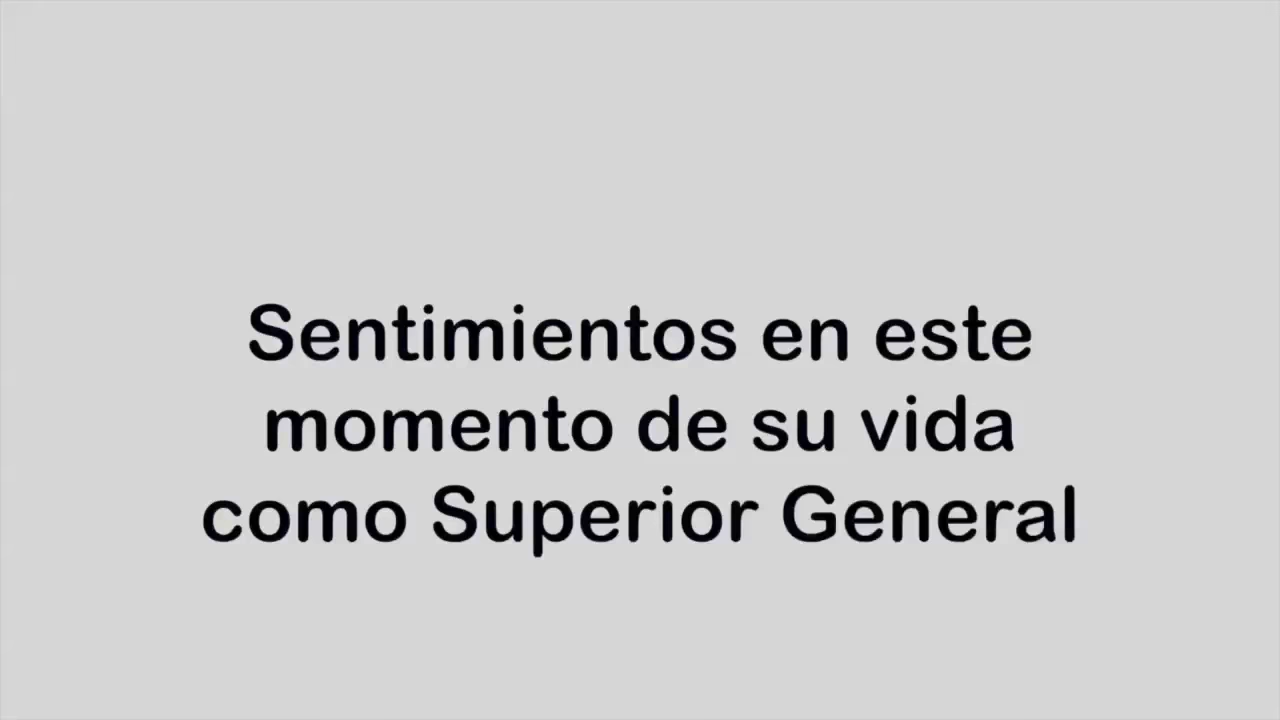 Sentimientos en este
momento de su vida
como Superior General